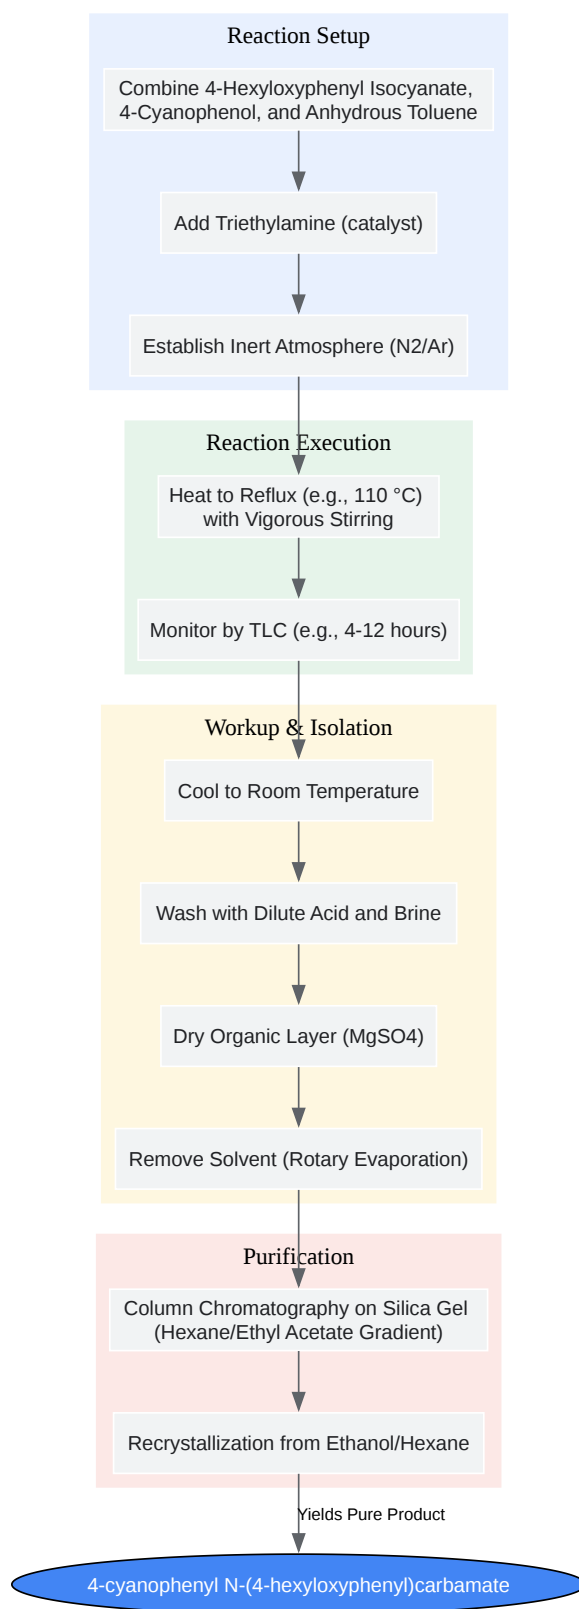 Reaction Setup
Combine 4-Hexyloxyphenyl Isocyanate,
4-Cyanophenol, and Anhydrous Toluene
Add Triethylamine (catalyst)
Establish Inert Atmosphere (N2/Ar)
Reaction Execution
Heat to Reflux (e.g., 110 °C)
with Vigorous Stirring
Monitor by TLC (e.g., 4-12 hours)
Workup & Isolation
Cool to Room Temperature
Wash with Dilute Acid and Brine
Dry Organic Layer (MgSO4)
Remove Solvent (Rotary Evaporation)
Purification
Column Chromatography on Silica Gel
(Hexane/Ethyl Acetate Gradient)
Recrystallization from Ethanol/Hexane
Yields Pure Product
4-cyanophenyl N-(4-hexyloxyphenyl)carbamate